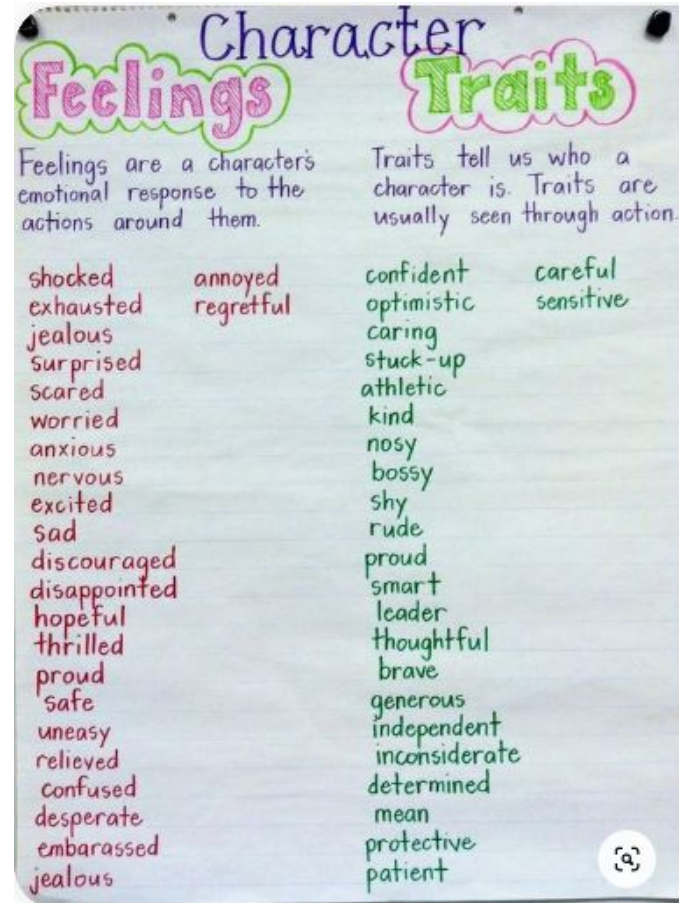 Character
Feelings
Traits
Feelings are a character's
emotional response to the
actions around them.
Traits tell us who a
character is. Traits are
usually seen through action.
shocked annoyed
exhausted regretful
jealous
surprised
scared
worried
anxious
nervous
excited
sad
discouraged
disappointed
hopeful
thrilled
proud
safe
uneasy
relieved
confused
desperate
embarassed
jealous
confident careful
optimistic sensitive
caring
stuck-up
athletic
kind
nosy
bossy
shy
rude
proud
smart
leader
thoughtful
brave
generous
independent
inconsiderate
determined
mean
protective
patient